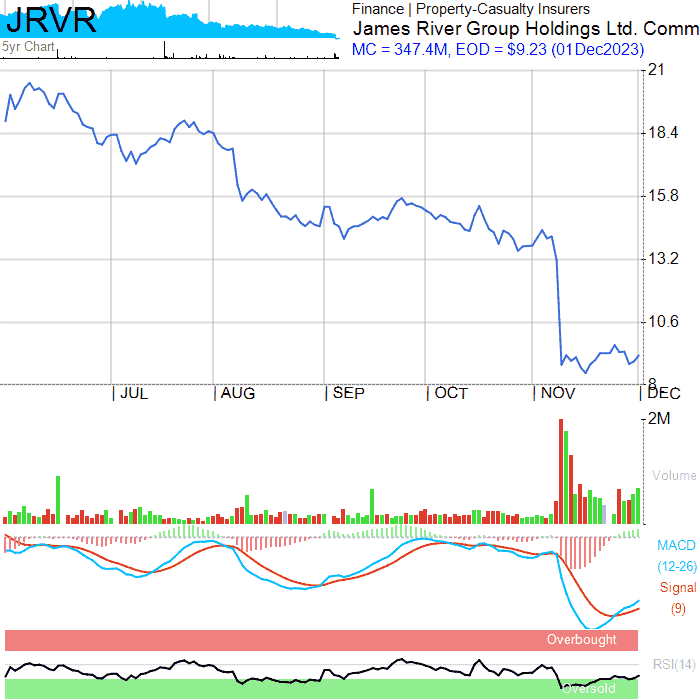 JRVR
Finance | Property-Casualty Insurers
James River Group Holdings Ltd. Comm
5yr Chart
MC = 347.4M, EOD = $9.23 (01Dec2023)
21
18.4
15.8
13.2
10.6
8
JUL AUG SEP OCT NOV DEC
2M
Volume
MACD
(12-26)
Signal
(9)
Overbought
RSI(14)
Oversold